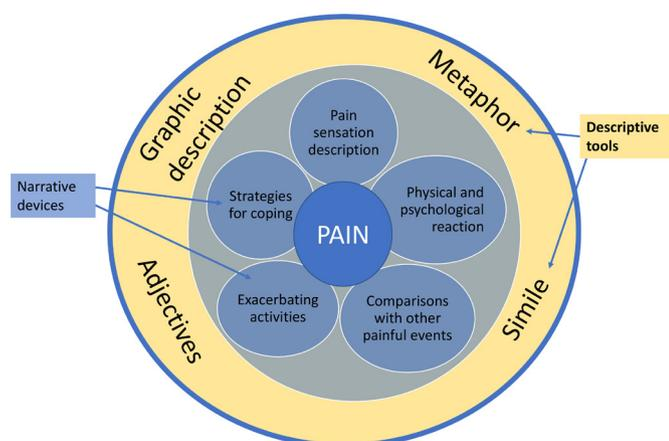 Graphic
description
Metaphor
Descriptive
tools
Pain
sensation
description
Narrative
devices
Strategies
for coping
Physical and
psychological
reaction
PAIN
Adjectives
Exacerbating
activities
Comparisons
with other
painful events
Simile